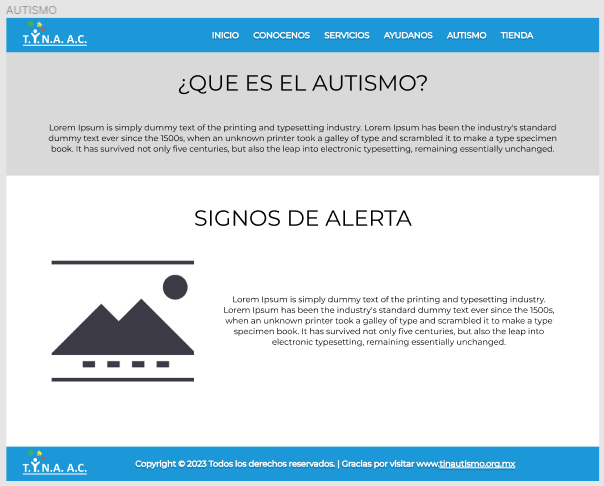 AUTISMO
T.Y.N.A. A.C.
INICIO CONOCENOS SERVICIOS AYUDANOS AUTISMO TIENDA
¿QUE ES EL AUTISMO?
Lorem Ipsum is simply dummy text of the printing and typesetting industry. Lorem Ipsum has been the industry's standard
dummy text ever since the 1500s, when an unknown printer took a galley of type and scrambled it to make a type specimen
book. It has survived not only five centuries, but also the leap into electronic typesetting, remaining essentially unchanged.
SIGNOS DE ALERTA
Lorem Ipsum is simply dummy text of the printing and typesetting industry.
Lorem Ipsum has been the industry's standard dummy text ever since the 1500s,
when an unknown printer took a galley of type and scrambled it to make a type
specimen book. It has survived not only five centuries, but also the leap into
electronic typesetting, remaining essentially unchanged.
T.Y.N.A. A.C.
Copyright © 2023 Todos los derechos reservados. | Gracias por visitar www.tinautismo.org.mx